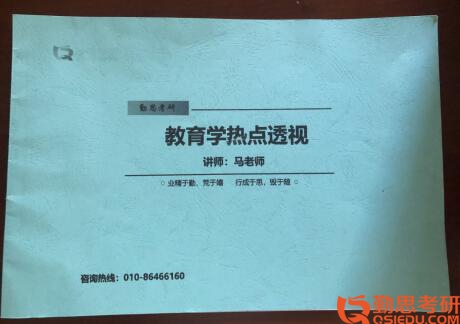 勤思考研
教育学热点透视
讲师：马老师
○ 业精于勤、荒于嬉 行成于思，毁于随 ○
咨询热线：010-86466160
勤思考研
QSIEDU.COM